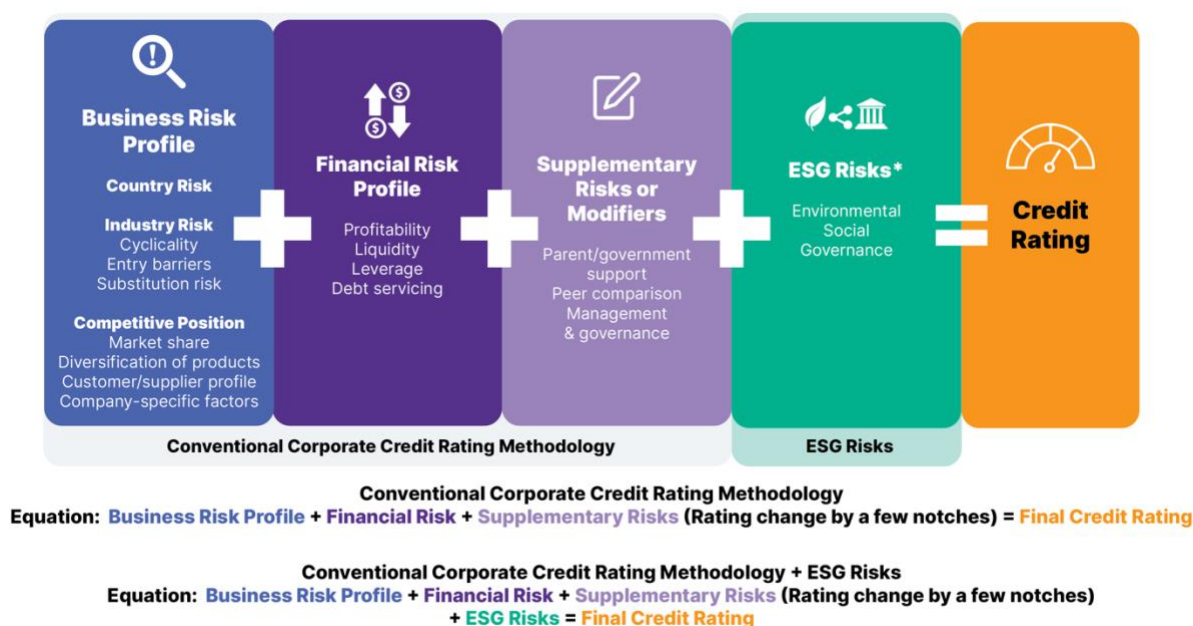 Business Risk
Profile
Country Risk
Industry Risk
Cyclicality
Entry barriers
Substitution risk
Competitive Position
Market share
Diversification of products
Customer/supplier profile
Company-specific factors
Financial Risk
Profile
Profitability
Liquidity
Leverage
Debt servicing
Supplementary
Risks or
Modifiers
Parent/government
support
Peer comparison
Management
& governance
ESG Risks*
Environmental
Social
Governance
Credit
Rating
Conventional Corporate Credit Rating Methodology
ESG Risks
Conventional Corporate Credit Rating Methodology
Equation: Business Risk Profile + Financial Risk + Supplementary Risks (Rating change by a few notches) = Final Credit Rating
Conventional Corporate Credit Rating Methodology + ESG Risks
Equation: Business Risk Profile + Financial Risk + Supplementary Risks (Rating change by a few notches)
+ ESG Risks = Final Credit Rating